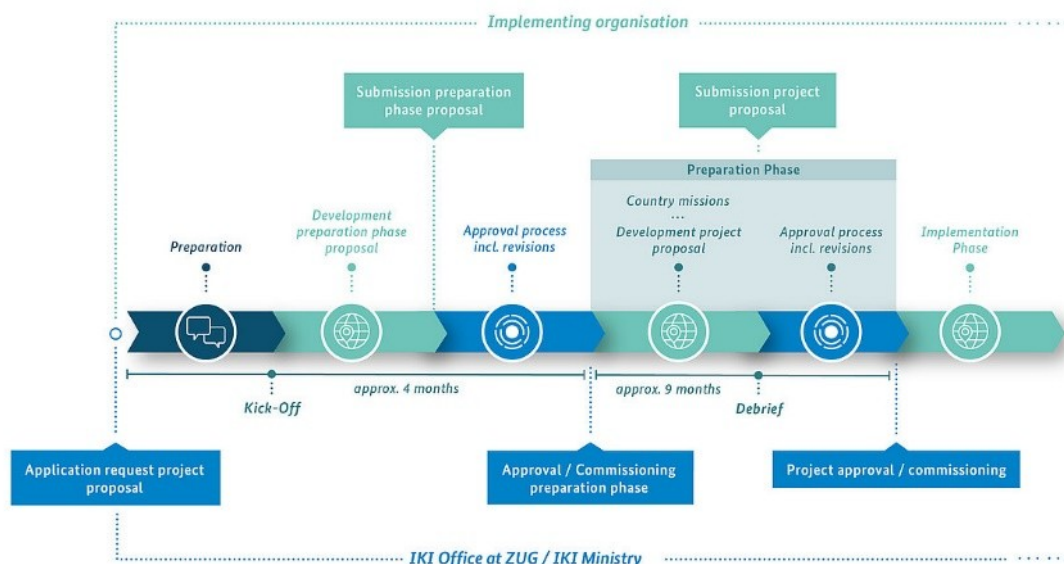 Implementing organisation
Submission preparation
phase proposal
Submission project
proposal
Preparation Phase
Preparation
Development
preparation phase
proposal
Approval process
incl. revisions
Country missions
...
Development project
proposal
Approval process
incl. revisions
Implementation
Phase
approx. 4 months
approx. 9 months
Kick-Off
Debrief
Application request project
proposal
Approval / Commissioning
preparation phase
Project approval / commissioning
IKI Office at ZUG / IKI Ministry